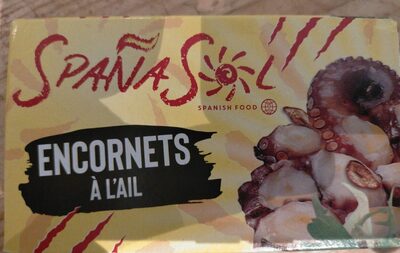 SPAÑASOL
SPANISH FOOD
ENCORNETS
À L'AIL